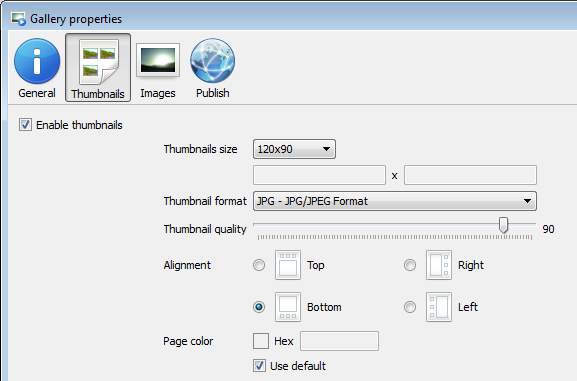 Gallery properties
General Thumbnails Images Publish
Enable thumbnails
Thumbnails size 120x90
x
Thumbnail format JPG - JPG/JPEG Format
Thumbnail quality 90
Alignment Top Right
Bottom Left
Page color Hex
Use default